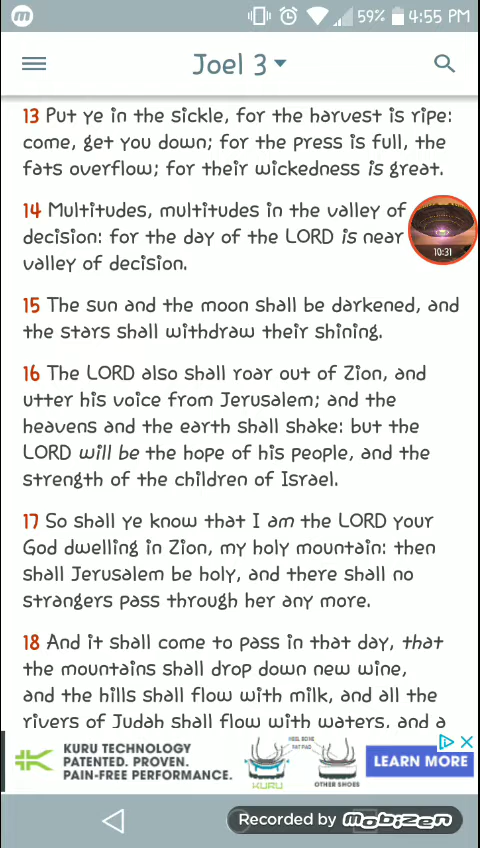 59% 4:55 PM
Joel 3
13 Put ye in the sickle, for the harvest is ripe:
come, get you down; for the press is full, the
fats overflow; for their wickedness is great.
14 Multitudes, multitudes in the valley of
decision: for the day of the LORD is near
valley of decision.
10:31
15 The sun and the moon shall be darkened, and
the stars shall withdraw their shining.
16 The LORD also shall roar out of Zion, and
utter his voice from Jerusalem; and the
heavens and the earth shall shake: but the
LORD will be the hope of his people, and the
strength of the children of Israel.
17 So shall ye know that I am the LORD your
God dwelling in Zion, my holy mountain: then
shall Jerusalem be holy, and there shall no
strangers pass through her any more.
18 And it shall come to pass in that day, that
the mountains shall drop down new wine,
and the hills shall flow with milk, and all the
rivers of Judah shall flow with waters, and a
KURU TECHNOLOGY
PATENTED. PROVEN.
PAIN-FREE PERFORMANCE.
HEEL BONE
FAT PAD
KURU
OTHER SHOES
LEARN MORE
Recorded by mobizen